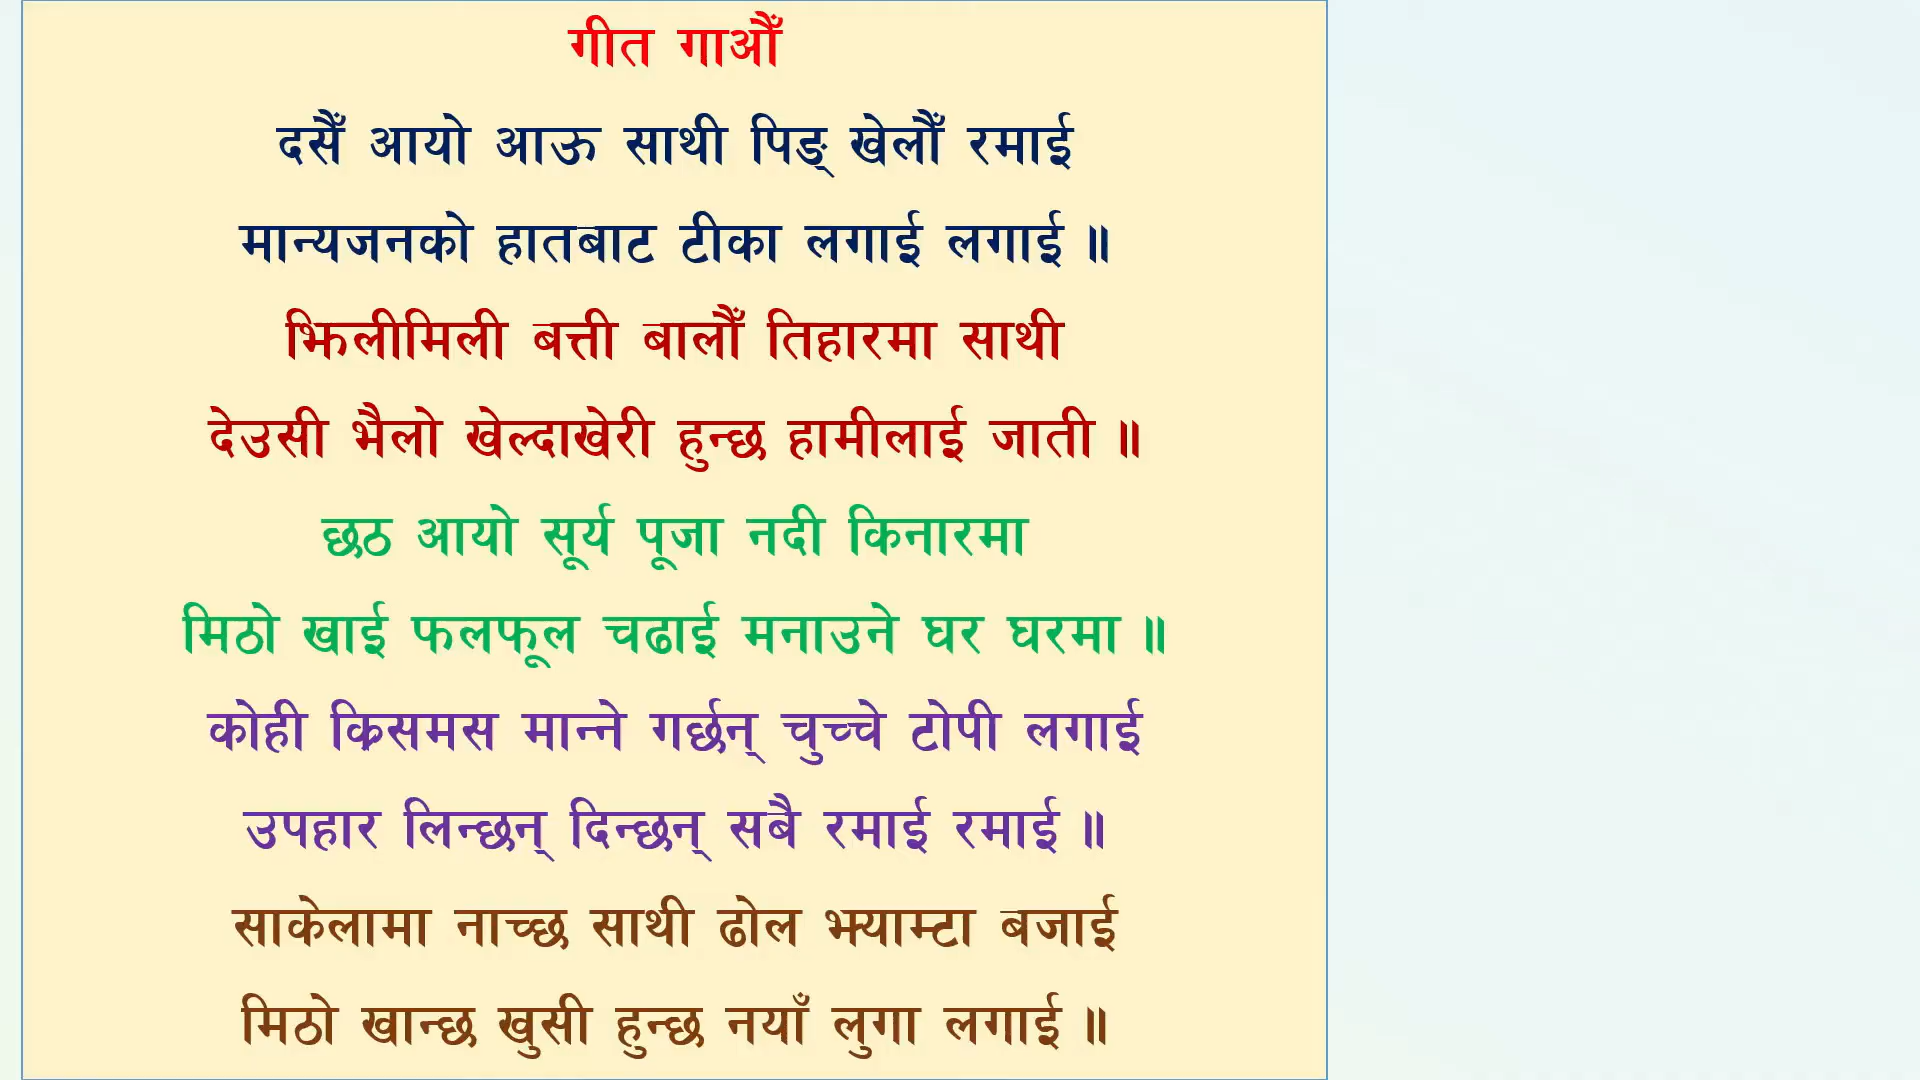 गीत गाऔँ
दसैँ आयो आऊ साथी पिङ् खेलौँ रमाई
मान्यजनको हातबाट टीका लगाई लगाई ॥
झिलीमिली बत्ती बालौँ तिहारमा साथी
देउसी भैलो खेल्दाखेरी हुन्छ हामीलाई जाती ॥
छठ आयो सूर्य पूजा नदी किनारमा
मिठो खाई फलफूल चढाई मनाउने घर घरमा ॥
कोही क्रिसमस मान्ने गर्छन् चुच्चे टोपी लगाई
उपहार लिन्छन् दिन्छन् सबै रमाई रमाई ॥
साकेलामा नाच्छ साथी ढोल झ्याम्टा बजाई
मिठो खान्छ खुसी हुन्छ नयाँ लुगा लगाई ॥